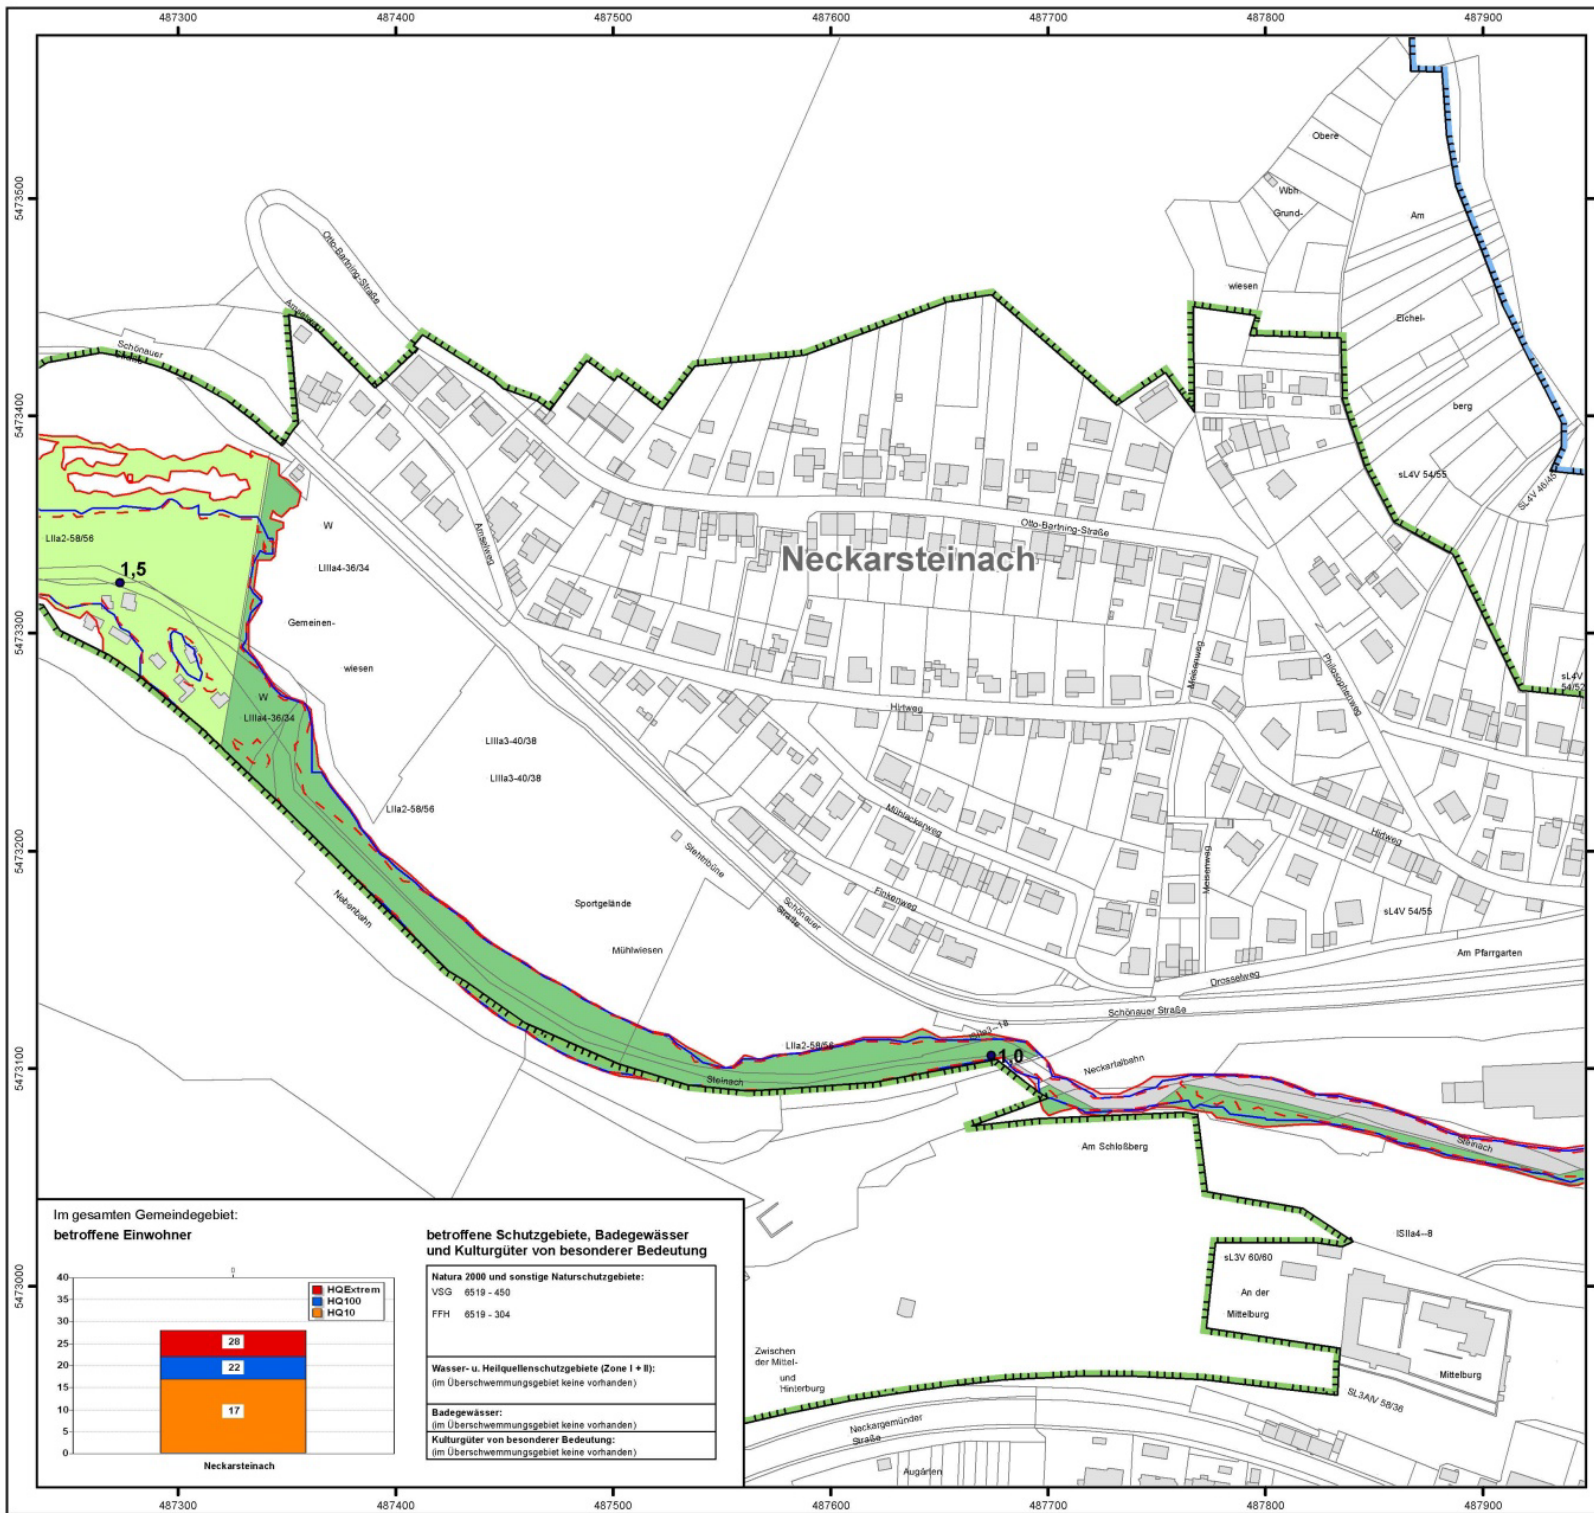 487300 487400 487500 487600 487700 487800 487900
5473500
5473400
5473300
5473200
5473100
5473000
Obere
Wbh
Grund-
wiesen
Am
Eichel-
berg
Otto-Bartning-Straße
Amselweg
Schönauer
Straße
sL4V 54/55
SL4V 46/45
LIIa2-58/56
1,5
W
LIIIa4-36/34
Gemeinen-
wiesen
Amselweg
Otto-Bartning-Straße
Neckarsteinach
sL4V
54/52
W
LIIIa4-36/34
LIIIa3-40/38
LIIIa3-40/38
LIIa2-58/56
Hirtweg
Meisenweg
Philosophenweg
Mühlackerweg
Hirtweg
Stehtribüne
Finkenweg
Meisenweg
Nebenbahn
Sportgelände
Schönauer
Straße
sL4V 54/55
Mühlwiesen
Am Pfarrgarten
Drosselweg
Schönauer Straße
LIIa2-58/56
1,0
Neckartalbahn
Steinach
Steinach
Am Schloßberg
ISIIa4--8
sL3V 60/60
An der
Mittelburg
Mittelburg
Zwischen
der Mittel-
und
Hinterburg
SL3AIV 58/36
Neckargemünder
Straße
Augärten
Im gesamten Gemeindegebiet:
betroffene Einwohner
40
35
30
25
20
15
10
5
0
HQExtrem
HQ100
HQ10
28
22
17
Neckarsteinach
betroffene Schutzgebiete, Badegewässer
und Kulturgüter von besonderer Bedeutung
Natura 2000 und sonstige Naturschutzgebiete:
VSG 6519 - 450
FFH 6519 - 304
Wasser- u. Heilquellenschutzgebiete (Zone I + II):
(im Überschwemmungsgebiet keine vorhanden)
Badegewässer:
(im Überschwemmungsgebiet keine vorhanden)
Kulturgüter von besonderer Bedeutung:
(im Überschwemmungsgebiet keine vorhanden)
487300 487400 487500 487600 487700 487800 487900